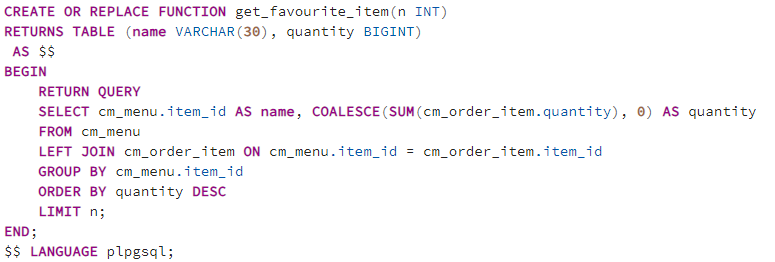 CREATE OR REPLACE FUNCTION get_favourite_item(n INT)
RETURNS TABLE (name VARCHAR(30), quantity BIGINT)
 AS $$
BEGIN
    RETURN QUERY
    SELECT cm_menu.item_id AS name, COALESCE(SUM(cm_order_item.quantity), 0) AS quantity
    FROM cm_menu
    LEFT JOIN cm_order_item ON cm_menu.item_id = cm_order_item.item_id
    GROUP BY cm_menu.item_id
    ORDER BY quantity DESC
    LIMIT n;
END;
$$ LANGUAGE plpgsql;